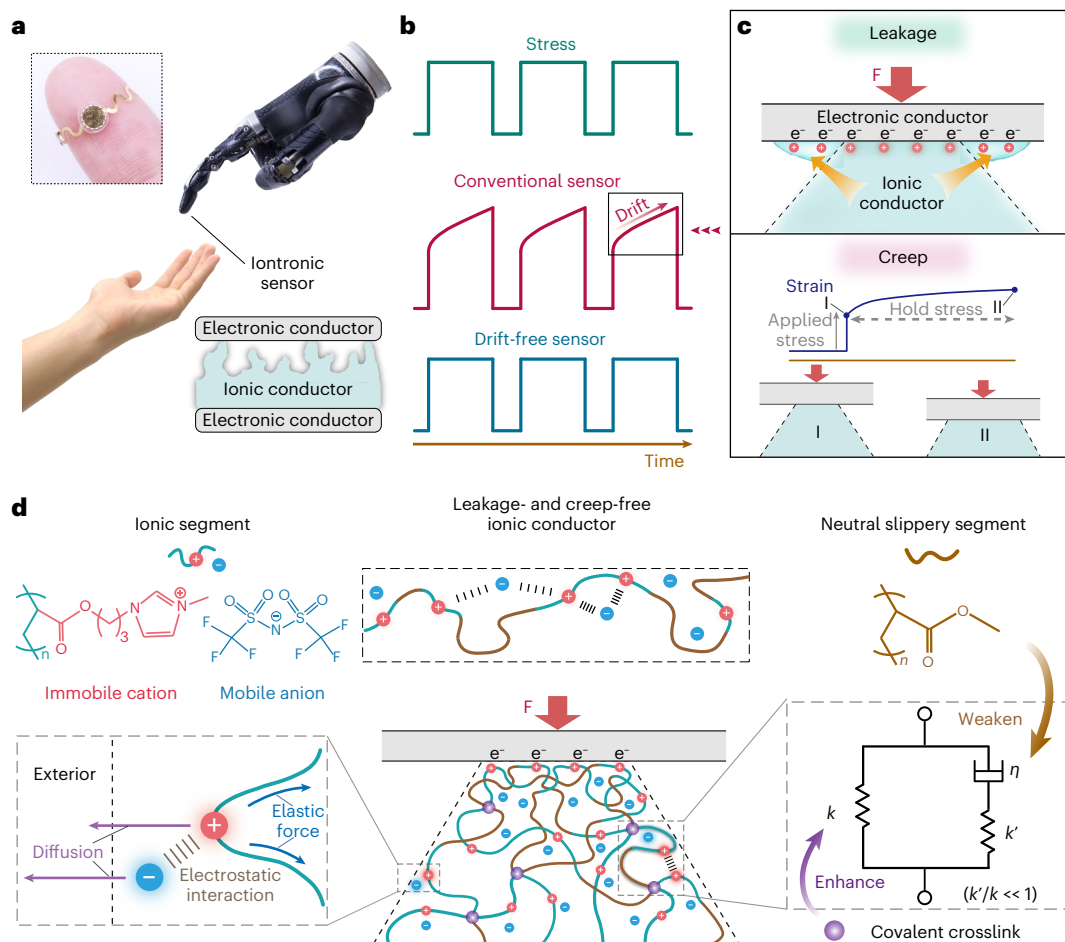 a
Iontronic
sensor
Electronic conductor
Ionic conductor
Electronic conductor
b
Stress
Conventional sensor
Drift
Drift-free sensor
Time
c
Leakage
F
Electronic conductor
e⁻ e⁻ e⁻ e⁻ e⁻ e⁻ e⁻
+ + + + + + +
Ionic
conductor
Creep
Strain
I
II
Applied
stress
Hold stress
I
II
d
Ionic segment
+ −
n
O
O
3
N
N
+
O
O
O
O
S
S
N
−
F
F
F
F
F
F
Immobile cation
Mobile anion
Leakage- and creep-free
ionic conductor
Neutral slippery segment
n
O
O
Exterior
Diffusion
+
−
Elastic
force
Electrostatic
interaction
F
e⁻ e⁻ e⁻ e⁻
Weaken
k
η
k′
Enhance
(k′/k << 1)
Covalent crosslink